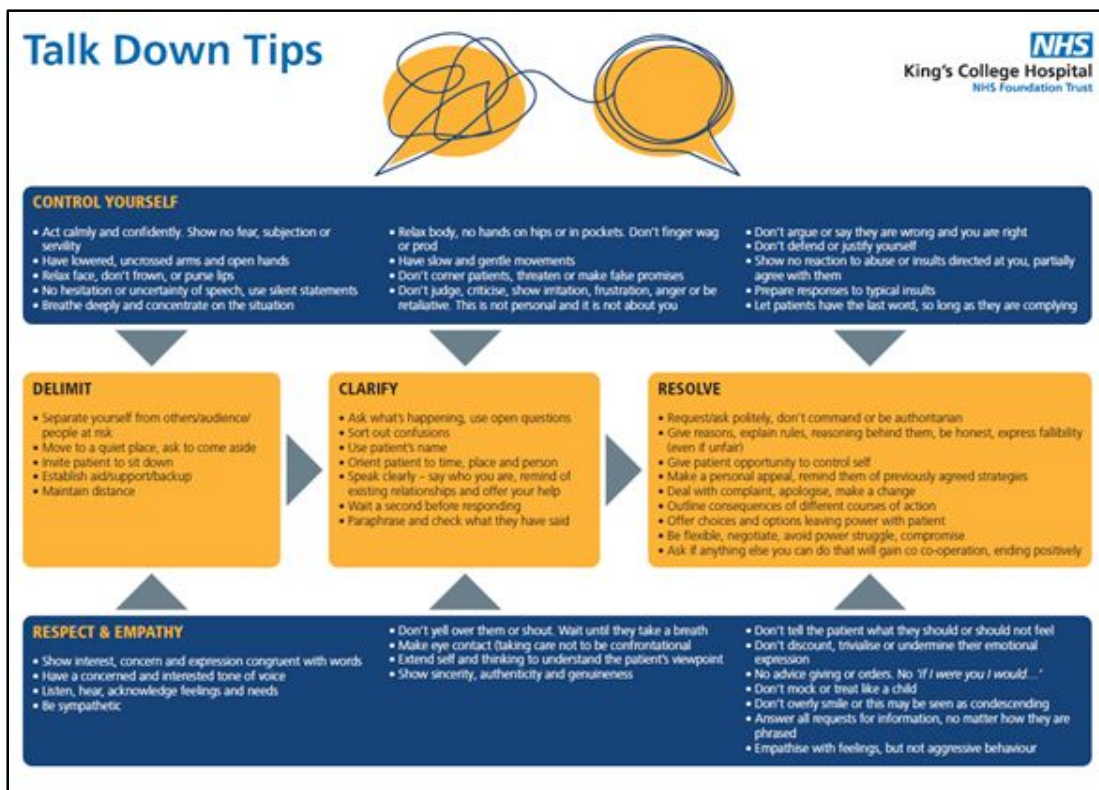 Talk Down Tips
NHS
King's College Hospital
NHS Foundation Trust
CONTROL YOURSELF
• Act calmly and confidently. Show no fear, subjection or
servility
• Have lowered, uncrossed arms and open hands
• Relax face, don't frown, or purse lips
• No hesitation or uncertainty of speech, use silent statements
• Breathe deeply and concentrate on the situation
• Relax body, no hands on hips or in pockets. Don't finger wag
or prod
• Have slow and gentle movements
• Don't corner patients, threaten or make false promises
• Don't judge, criticise, show irritation, frustration, anger or be
retaliative. This is not personal and it is not about you
• Don't argue or say they are wrong and you are right
• Don't defend or justify yourself
• Show no reaction to abuse or insults directed at you, partially
agree with them
• Prepare responses to typical insults
• Let patients have the last word, so long as they are complying
DELIMIT
• Separate yourself from others/audience/
people at risk
• Move to a quiet place, ask to come aside
• Invite patient to sit down
• Establish aid/support/backup
• Maintain distance
CLARIFY
• Ask what's happening, use open questions
• Sort out confusions
• Use patient's name
• Orient patient to time, place and person
• Speak clearly – say who you are, remind of
existing relationships and offer your help
• Wait a second before responding
• Paraphrase and check what they have said
RESOLVE
• Request/ask politely, don't command or be authoritarian
• Give reasons, explain rules, reasoning behind them, be honest, express fallibility
(even if unfair)
• Give patient opportunity to control self
• Make a personal appeal, remind them of previously agreed strategies
• Deal with complaint, apologise, make a change
• Outline consequences of different courses of action
• Offer choices and options leaving power with patient
• Be flexible, negotiate, avoid power struggle, compromise
• Ask if anything else you can do that will gain co co-operation, ending positively
RESPECT & EMPATHY
• Show interest, concern and expression congruent with words
• Have a concerned and interested tone of voice
• Listen, hear, acknowledge feelings and needs
• Be sympathetic
• Don't yell over them or shout. Wait until they take a breath
• Make eye contact (taking care not to be confrontational
• Extend self and thinking to understand the patient's viewpoint
• Show sincerity, authenticity and genuineness
• Don't tell the patient what they should or should not feel
• Don't discount, trivialise or undermine their emotional
expression
• No advice giving or orders. No 'If I were you I would...'
• Don't mock or treat like a child
• Don't overly smile or this may be seen as condescending
• Answer all requests for information, no matter how they are
phrased
• Empathise with feelings, but not aggressive behaviour